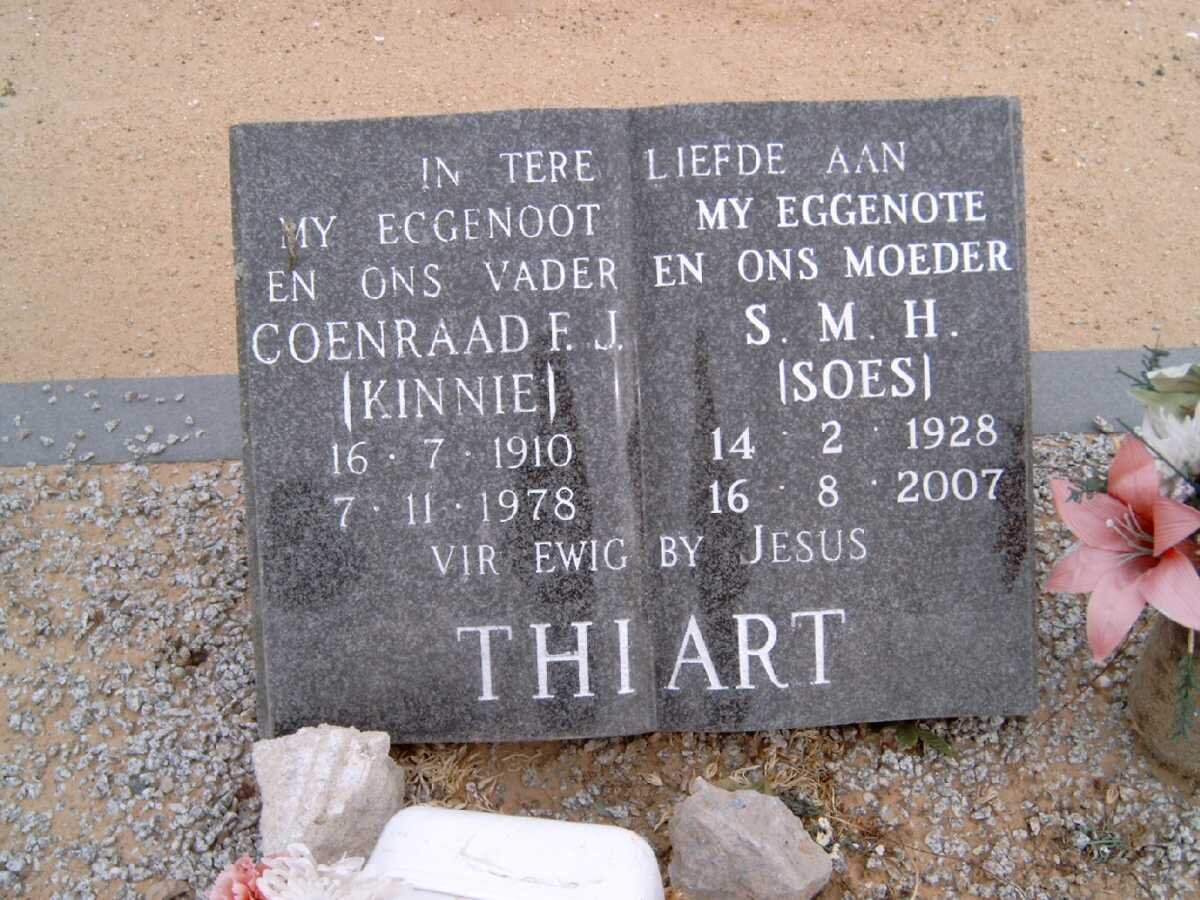 IN TERE LIEFDE AAN
MY EGGENOOT
EN ONS VADER
COENRAAD F. J.
(KINNIE)
16 · 7 · 1910
7 · 11 · 1978
MY EGGENOTE
EN ONS MOEDER
S. M. H.
(SOES)
14 · 2 · 1928
16 · 8 · 2007
VIR EWIG BY JESUS
THIART